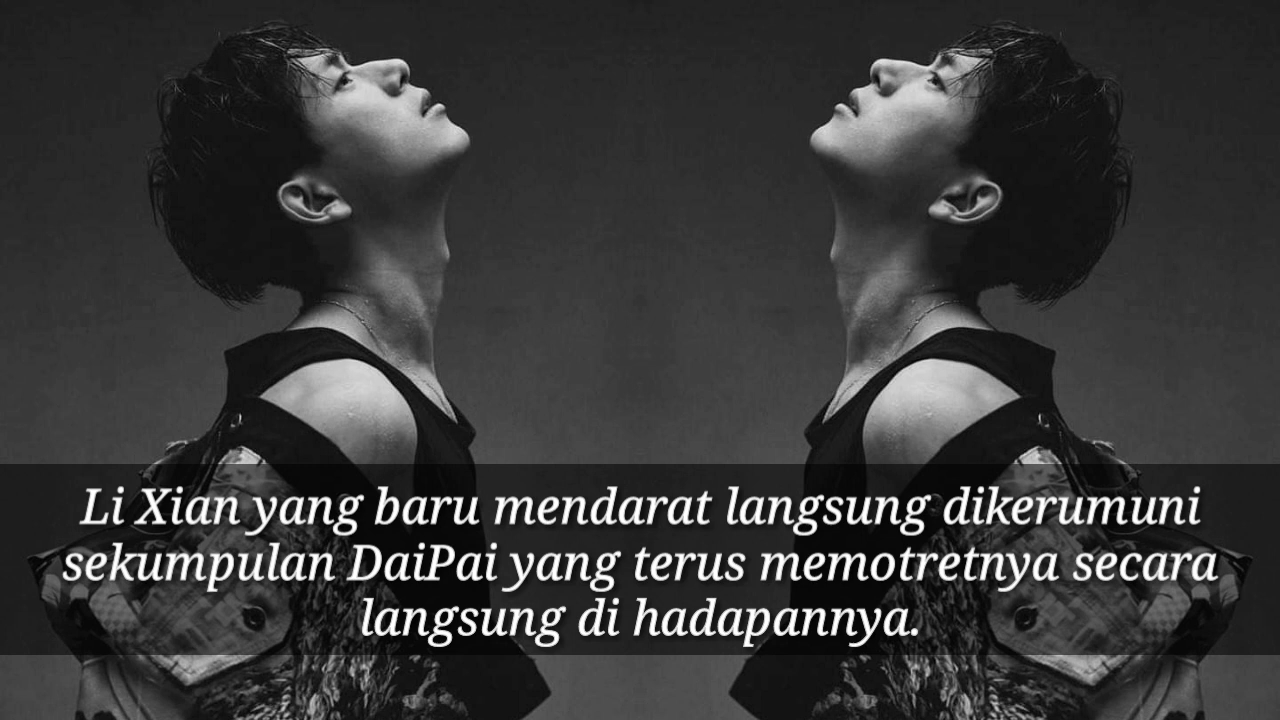 Li Xian yang baru mendarat langsung dikerumuni
sekumpulan DaiPai yang terus memotretnya secara
langsung di hadapannya.